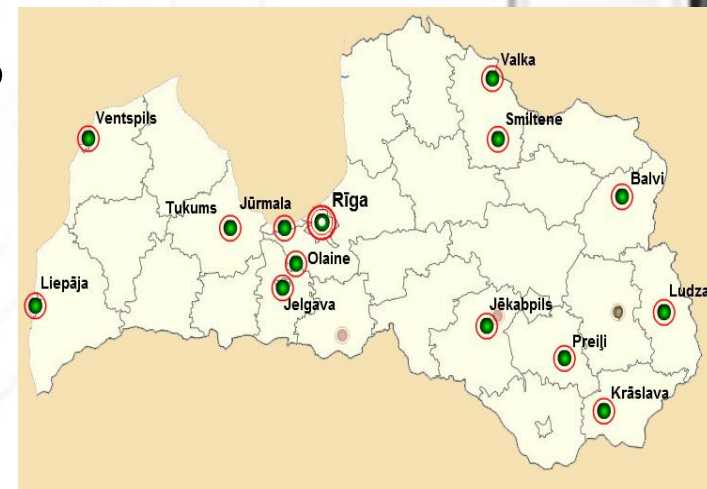 Valka
Ventspils
Smiltene
Balvi
Tukums
Jūrmala
Rīga
Olaine
Liepāja
Jelgava
Jēkabpils
Ludza
Preiļi
Krāslava